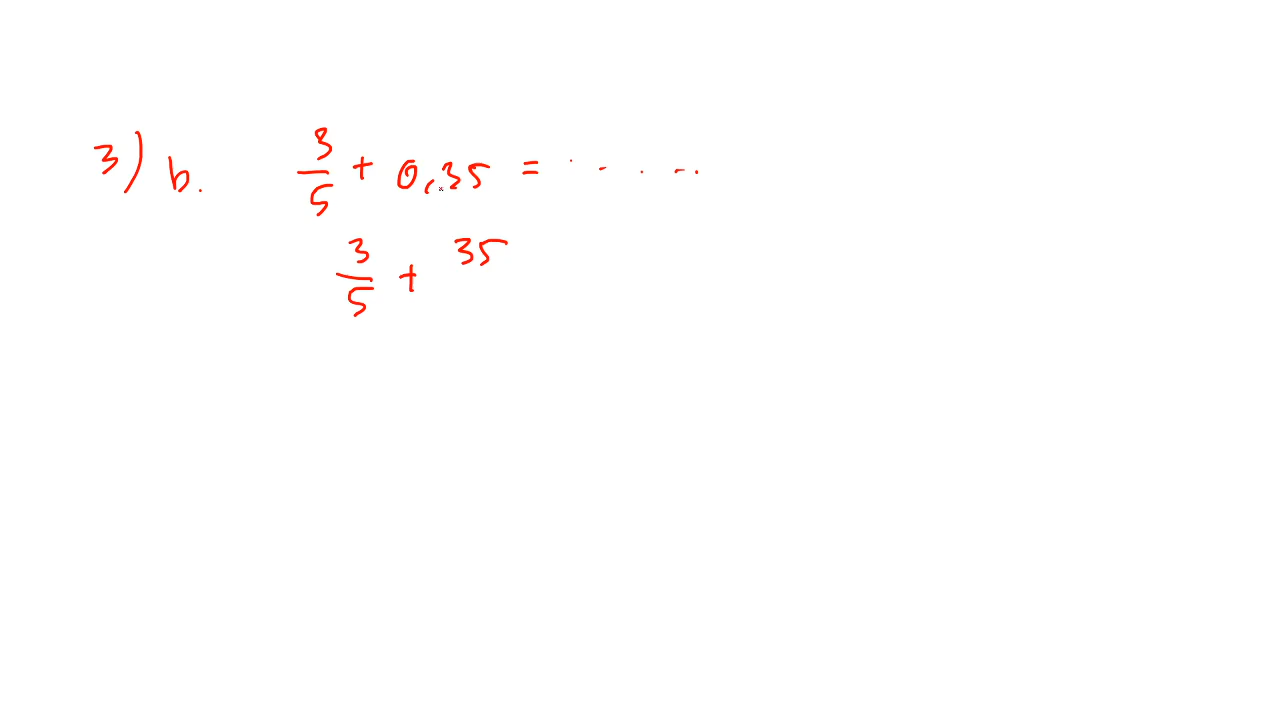 3) b. 3/5 + 0,35 = . . . . .
3/5 + 35